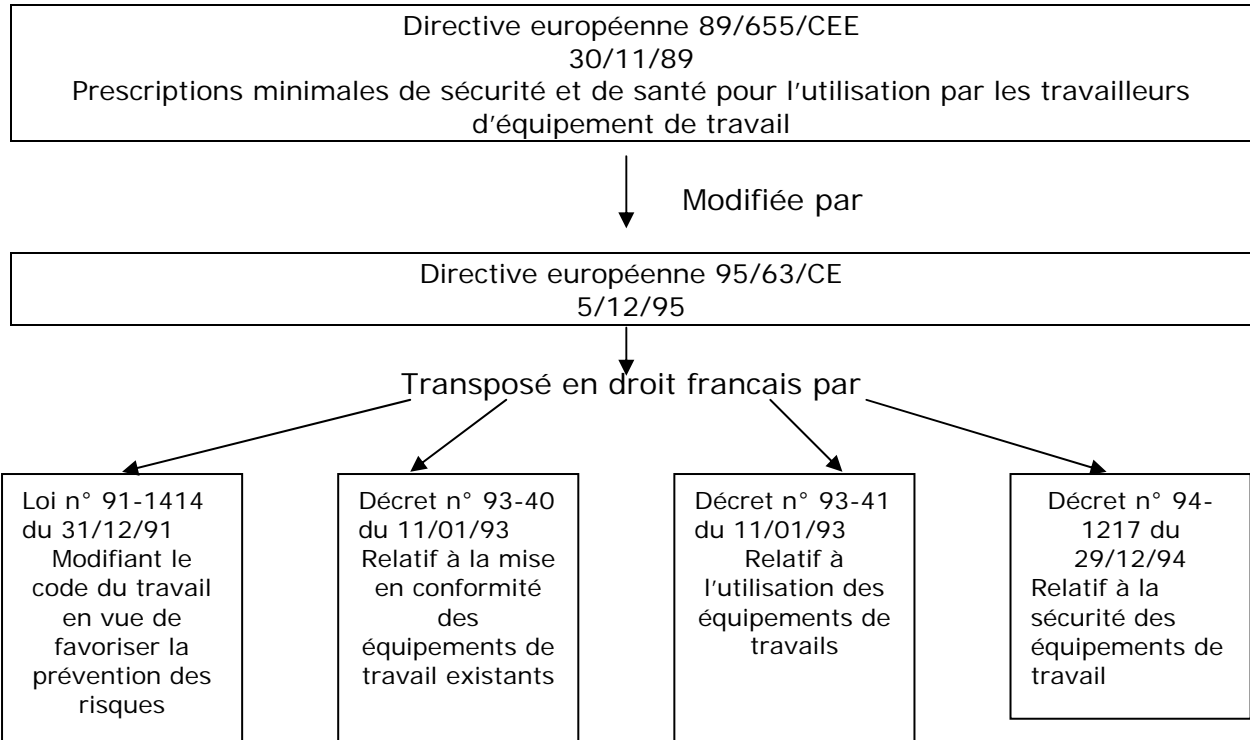 Directive européenne 89/655/CEE
30/11/89
Prescriptions minimales de sécurité et de santé pour l'utilisation par les travailleurs
d'équipement de travail
Modifiée par
Directive européenne 95/63/CE
5/12/95
Transposé en droit francais par
Loi n° 91-1414
du 31/12/91
Modifiant le
code du travail
en vue de
favoriser la
prévention des
risques
Décret n° 93-40
du 11/01/93
Relatif à la mise
en conformité
des
équipements de
travail existants
Décret n° 93-41
du 11/01/93
Relatif à
l'utilisation des
équipements de
travails
Décret n° 94-
1217 du
29/12/94
Relatif à la
sécurité des
équipements de
travail